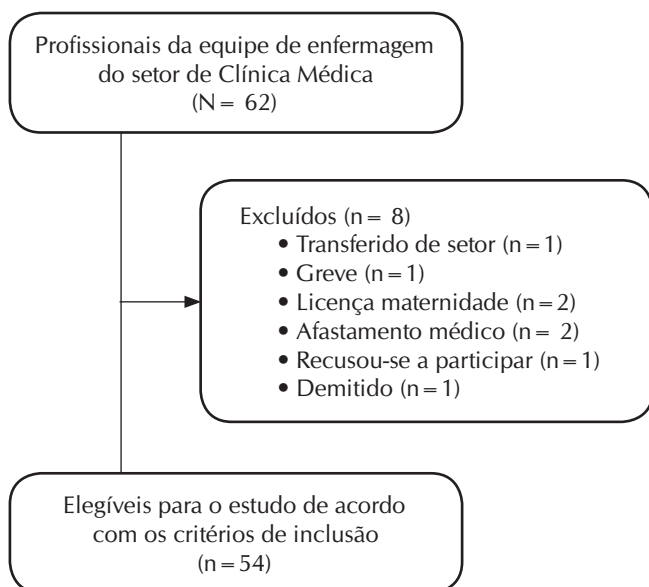 Profissionais da equipe de enfermagem
do setor de Clínica Médica
(N = 62)
Excluídos (n = 8)
• Transferido de setor (n=1)
• Greve (n=1)
• Licença maternidade (n=2)
• Afastamento médico (n = 2)
• Recusou-se a participar (n=1)
• Demitido (n=1)
Elegíveis para o estudo de acordo
com os critérios de inclusão
(n=54)